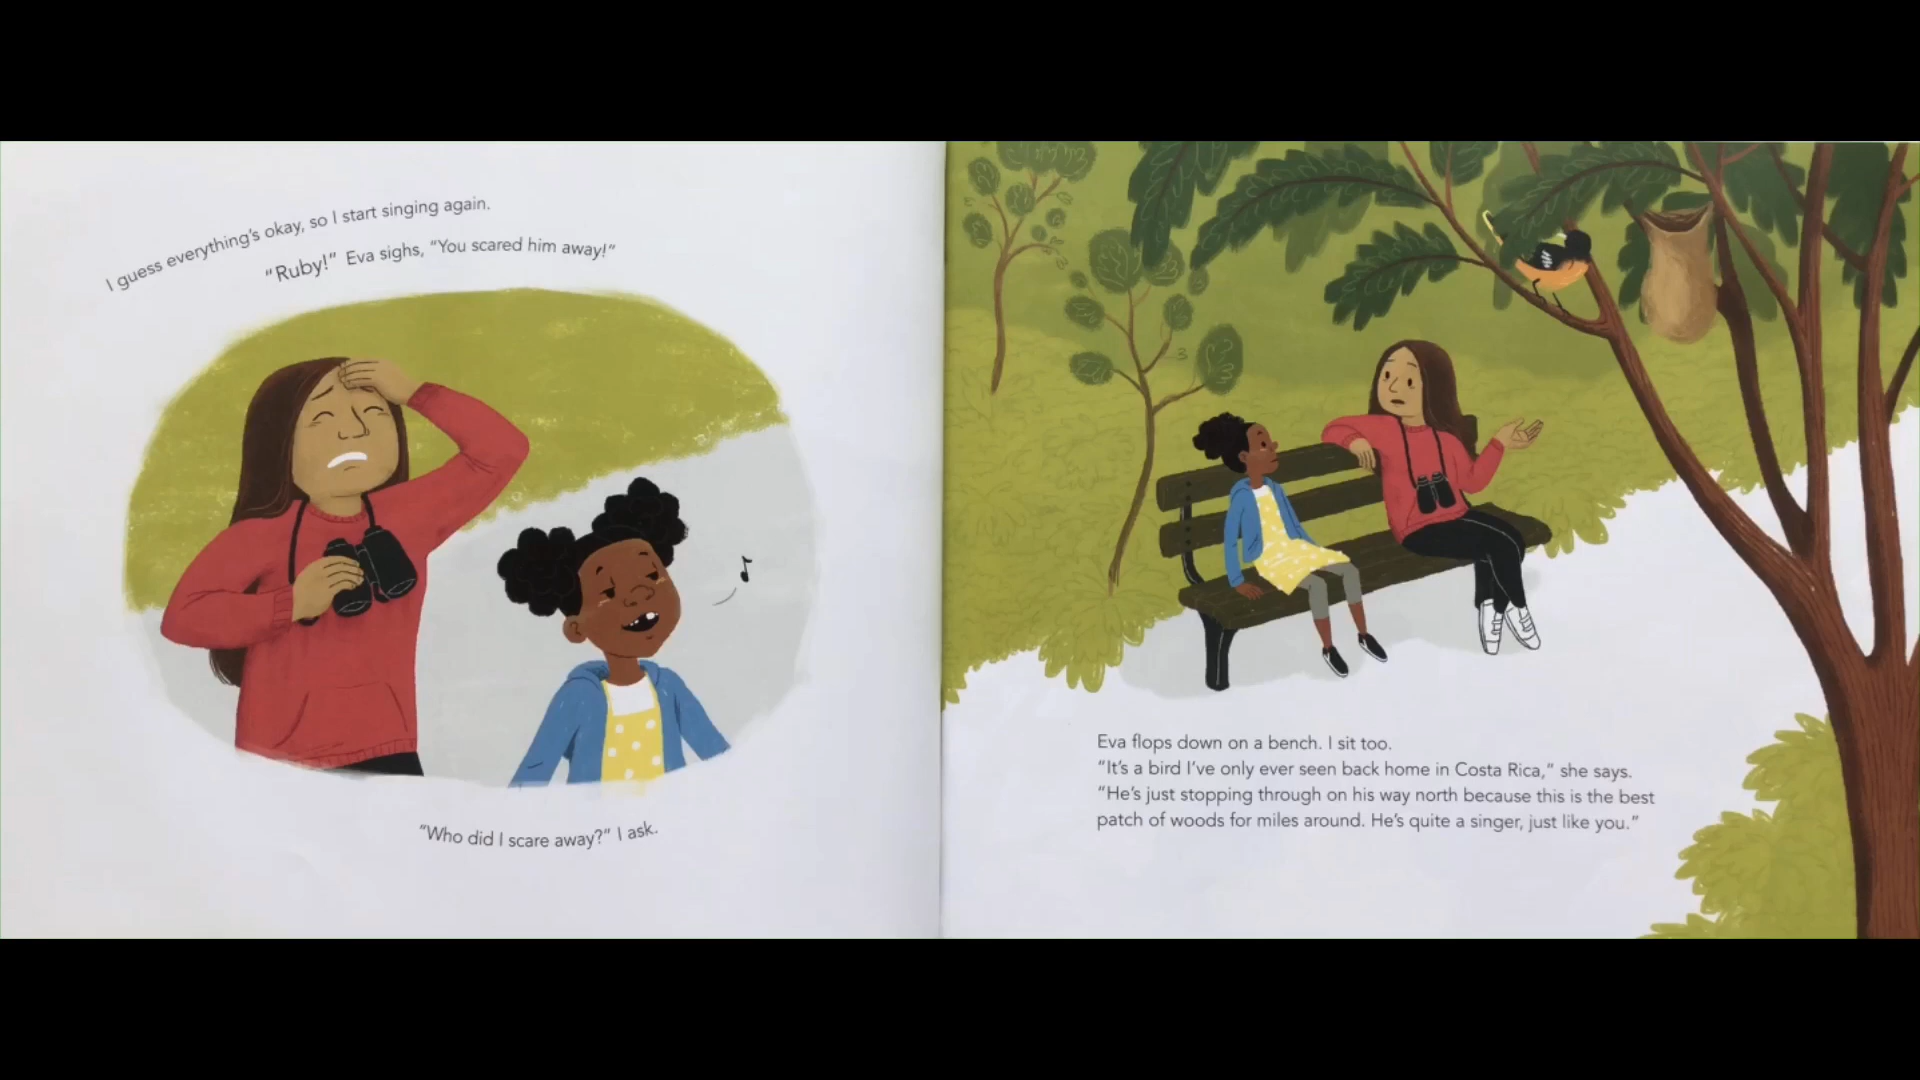 I guess everything's okay, so I start singing again.
"Ruby!" Eva sighs, "You scared him away!"
"Who did I scare away?" I ask.
Eva flops down on a bench. I sit too.
"It's a bird I've only ever seen back home in Costa Rica," she says.
"He's just stopping through on his way north because this is the best
patch of woods for miles around. He's quite a singer, just like you."